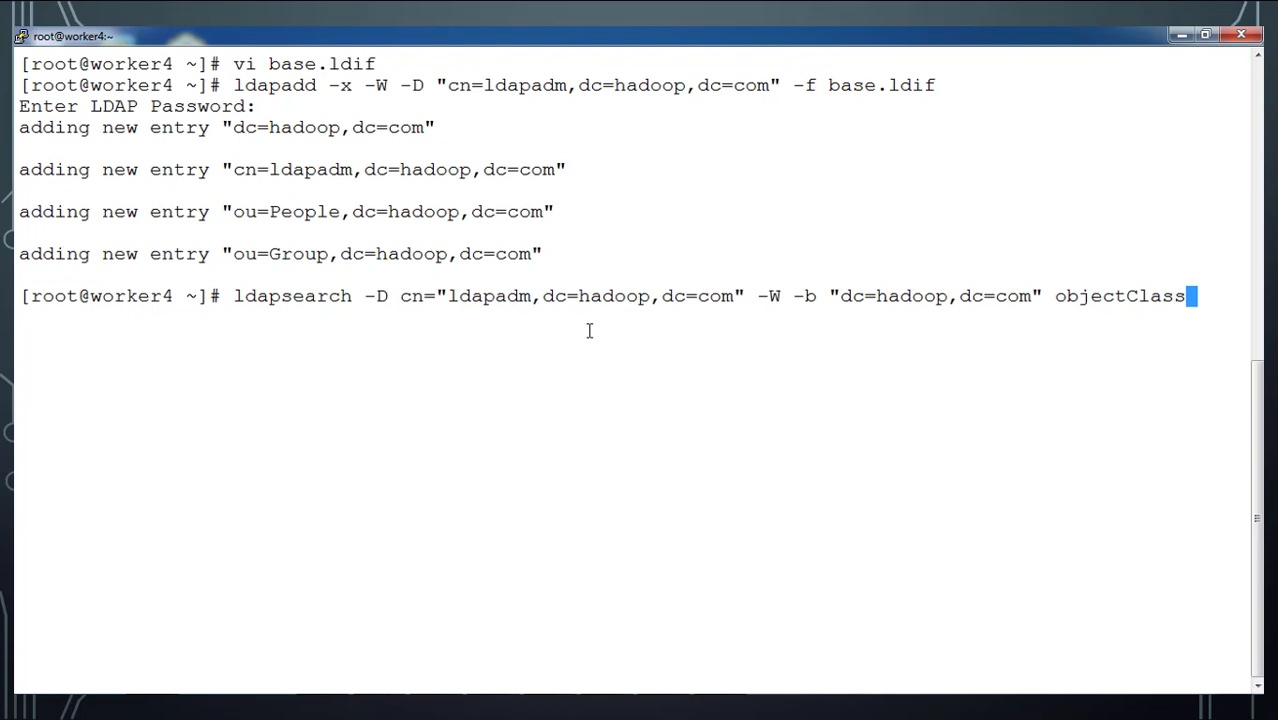 root@worker4:~
[root@worker4 ~]# vi base.ldif
[root@worker4 ~]# ldapadd -x -W -D "cn=ldapadm,dc=hadoop,dc=com" -f base.ldif
Enter LDAP Password:
adding new entry "dc=hadoop,dc=com"
adding new entry "cn=ldapadm,dc=hadoop,dc=com"
adding new entry "ou=People,dc=hadoop,dc=com"
adding new entry "ou=Group,dc=hadoop,dc=com"
[root@worker4 ~]# ldapsearch -D cn="ldapadm,dc=hadoop,dc=com" -W -b "dc=hadoop,dc=com" objectClass